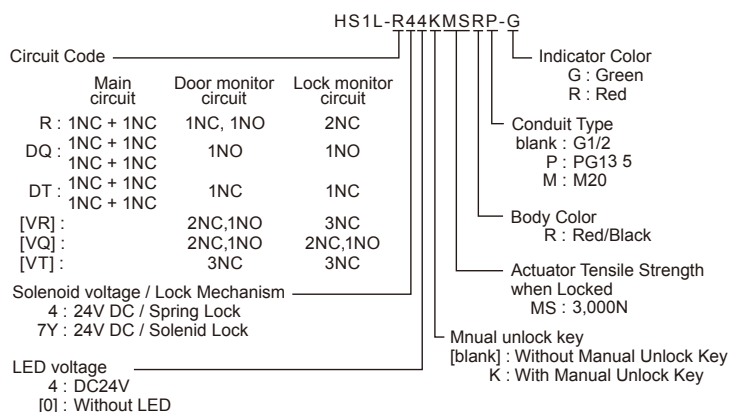 HS1L-R44KMSRP-G
Circuit Code
Main circuit Door monitor circuit Lock monitor circuit
R : 1NC + 1NC 1NC, 1NO 2NC
DQ : 1NC + 1NC 1NC + 1NC 1NO 1NO
DT : 1NC + 1NC 1NC + 1NC 1NC 1NC
[VR] : 2NC,1NO 3NC
[VQ] : 2NC,1NO 2NC,1NO
[VT] : 3NC 3NC
Solenoid voltage / Lock Mechanism
4 : 24V DC / Spring Lock
7Y : 24V DC / Solenid Lock
LED voltage
4 : DC24V
[0] : Without LED
Indicator Color
G : Green
R : Red
Conduit Type
blank : G1/2
P : PG13 5
M : M20
Body Color
R : Red/Black
Actuator Tensile Strength
when Locked
MS : 3,000N
Mnual unlock key
[blank] : Without Manual Unlock Key
K : With Manual Unlock Key